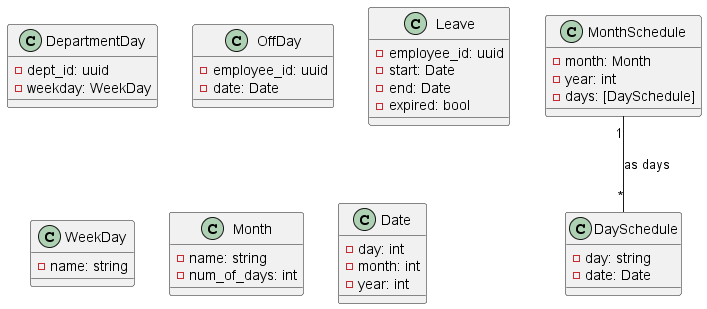 C DepartmentDay
dept_id: uuid
weekday: WeekDay
C OffDay
employee_id: uuid
date: Date
C Leave
employee_id: uuid
start: Date
end: Date
expired: bool
C MonthSchedule
month: Month
year: int
days: [DaySchedule]
1
as days
*
C WeekDay
name: string
C Month
name: string
num_of_days: int
C Date
day: int
month: int
year: int
C DaySchedule
day: string
date: Date